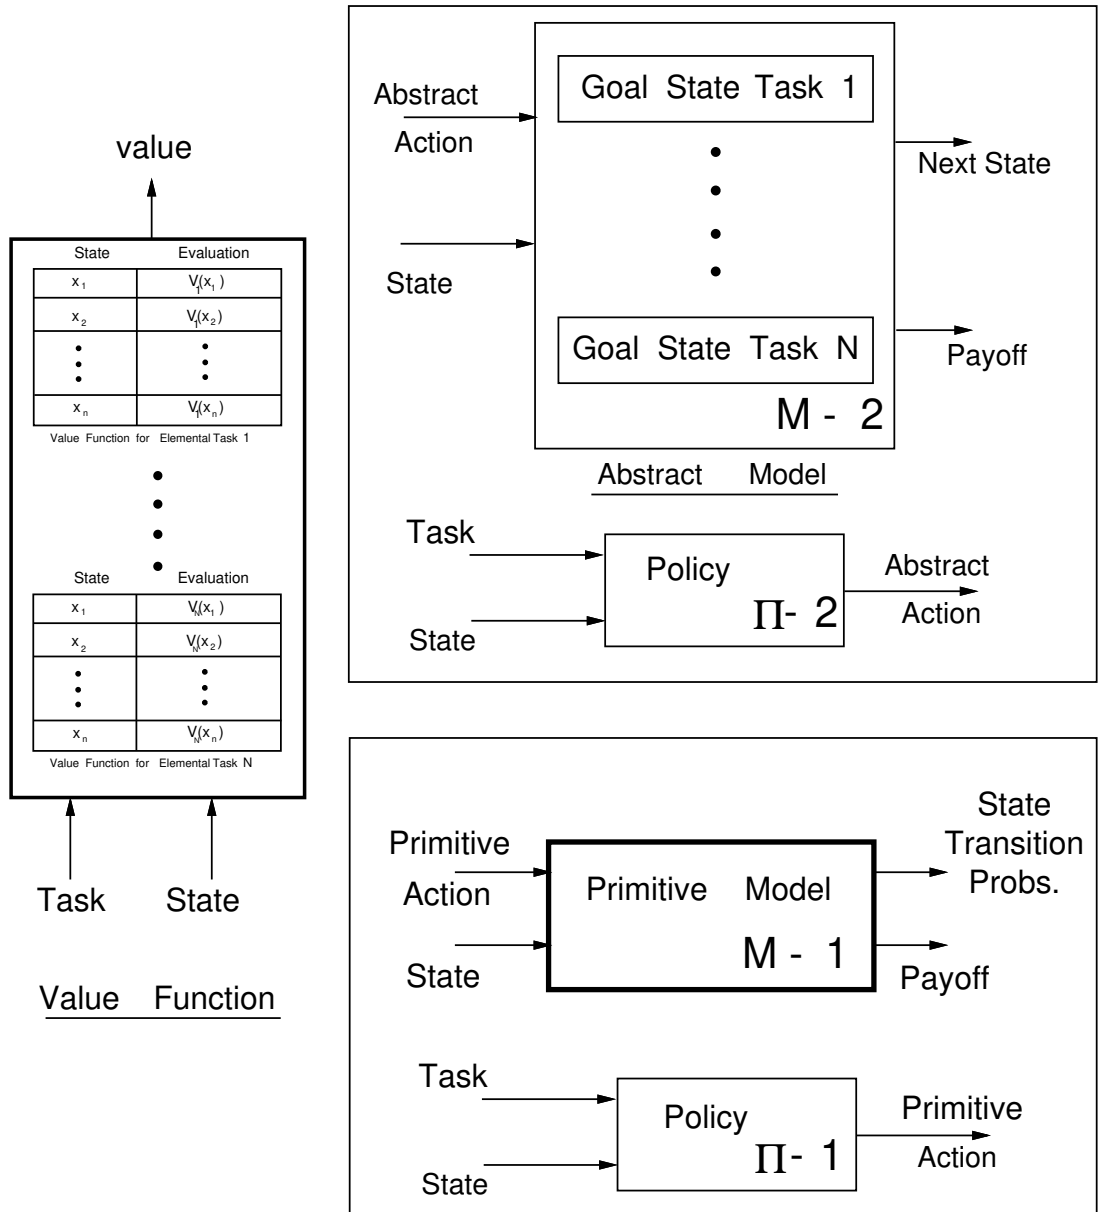 value
State Evaluation
x1 V1(x1)
x2 V1(x2)
xn V1(xn)
Value Function for Elemental Task 1
State Evaluation
x1 VN(x1)
x2 VN(x2)
xn VN(xn)
Value Function for Elemental Task N
Task State
Value Function
Abstract
Action
State
Goal State Task 1
Goal State Task N
M - 2
Next State
Payoff
Abstract Model
Task
State
Policy
Π- 2
Abstract
Action
Primitive
Action
State
Primitive Model
M - 1
State
Transition
Probs.
Payoff
Task
State
Policy
Π- 1
Primitive
Action